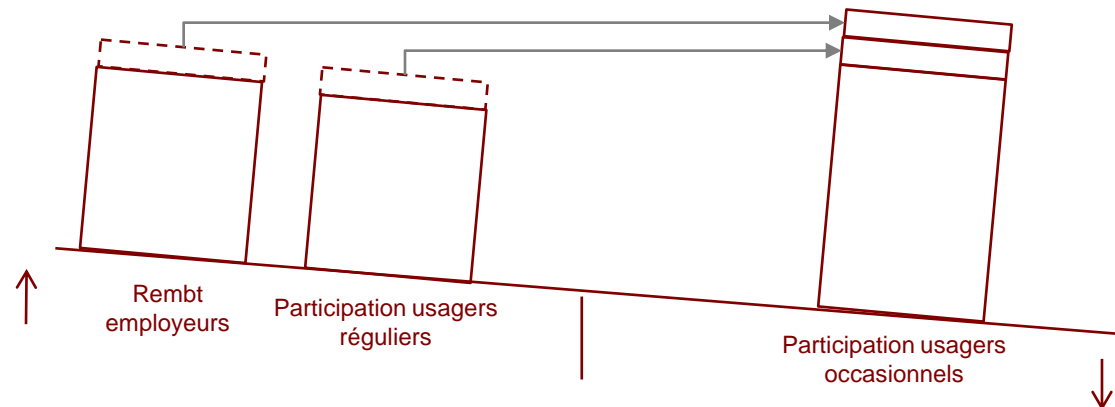 Rembt
employeurs
Participation usagers
réguliers
Participation usagers
occasionnels